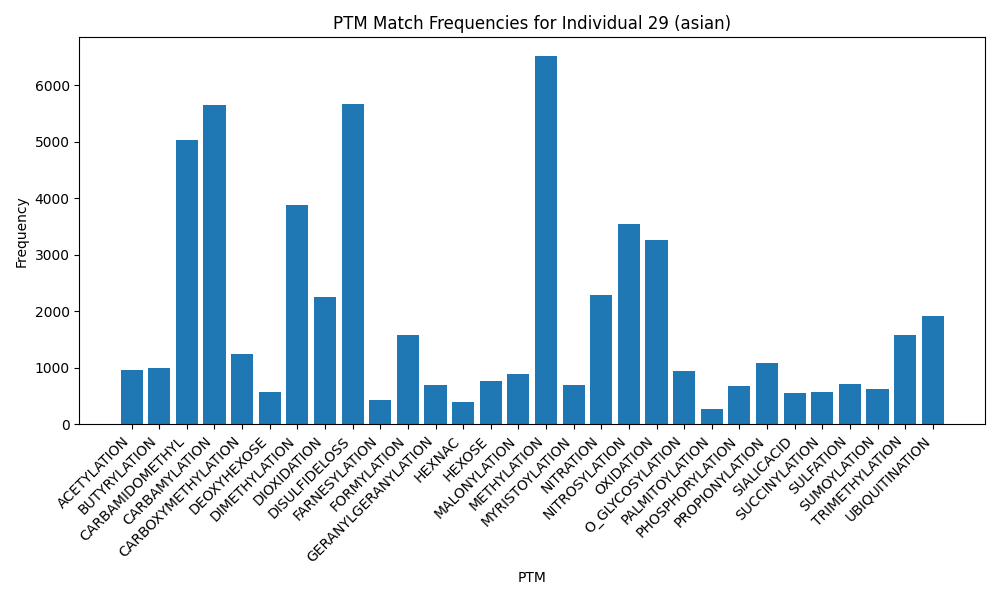 PTM Match Frequencies for Individual 29 (asian)
Frequency
6000
5000
4000
3000
2000
1000
0
ACETYLATION
BUTYRYLATION
CARBAMIDOMETHYL
CARBAMYLATION
CARBOXYMETHYLATION
DEOXYHEXOSE
DIMETHYLATION
DIOXIDATION
DISULFIDELOSS
FARNESYLATION
FORMYLATION
GERANYLGERANYLATION
HEXNAC
HEXOSE
MALONYLATION
METHYLATION
MYRISTOYLATION
NITRATION
NITROSYLATION
OXIDATION
O_GLYCOSYLATION
PALMITOYLATION
PHOSPHORYLATION
PROPIONYLATION
SIALICACID
SUCCINYLATION
SULFATION
SUMOYLATION
TRIMETHYLATION
UBIQUITINATION
PTM